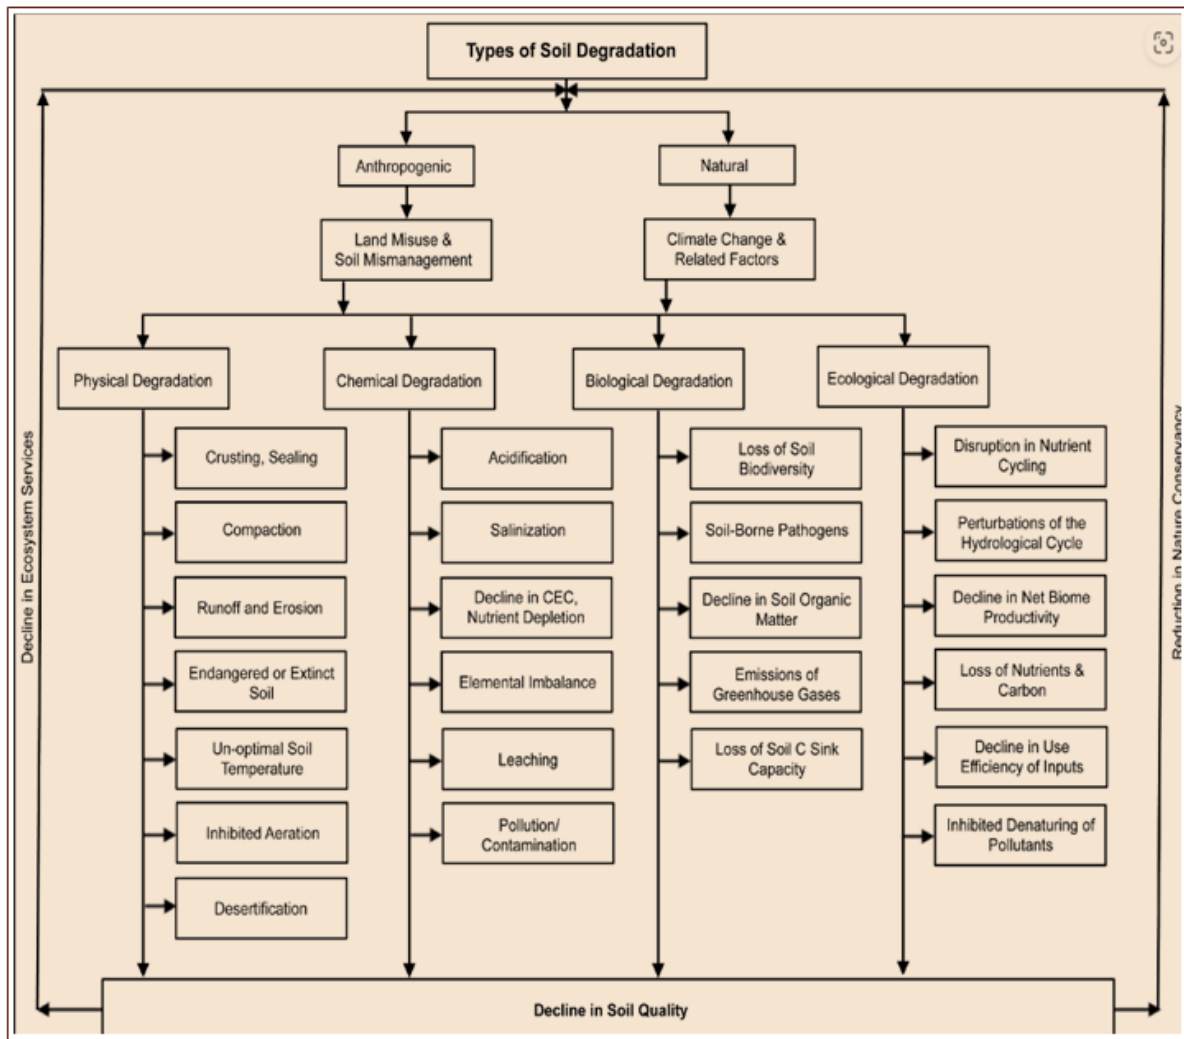 Types of Soil Degradation
Anthropogenic
Natural
Land Misuse &
Soil Mismanagement
Climate Change &
Related Factors
Physical Degradation
Chemical Degradation
Biological Degradation
Ecological Degradation
Crusting, Sealing
Compaction
Runoff and Erosion
Endangered or Extinct
Soil
Un-optimal Soil
Temperature
Inhibited Aeration
Desertification
Acidification
Salinization
Decline in CEC,
Nutrient Depletion
Elemental Imbalance
Leaching
Pollution/
Contamination
Loss of Soil
Biodiversity
Soil-Borne Pathogens
Decline in Soil Organic
Matter
Emissions of
Greenhouse Gases
Loss of Soil C Sink
Capacity
Disruption in Nutrient
Cycling
Perturbations of the
Hydrological Cycle
Decline in Net Biome
Productivity
Loss of Nutrients &
Carbon
Decline in Use
Efficiency of Inputs
Inhibited Denaturing of
Pollutants
Decline in Ecosystem Services
Reduction in Nature Conservancy
Decline in Soil Quality